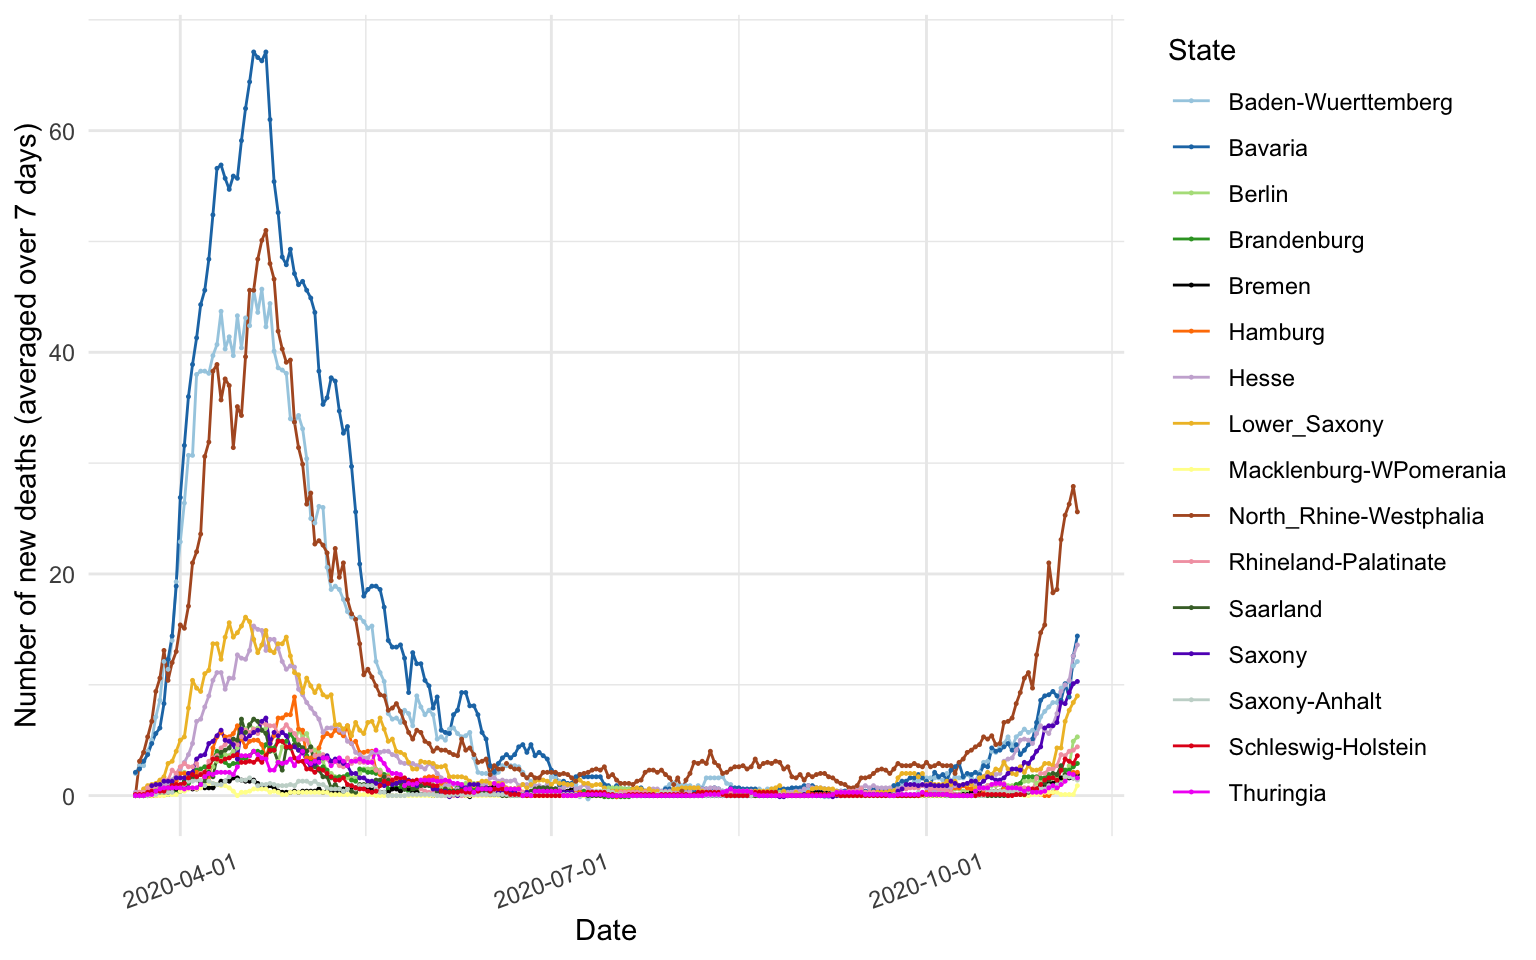 Number of new deaths (averaged over 7 days)
60
40
20
0
2020-04-01
2020-07-01
2020-10-01
Date
State
Baden-Wuerttemberg
Bavaria
Berlin
Brandenburg
Bremen
Hamburg
Hesse
Lower_Saxony
Macklenburg-WPomerania
North_Rhine-Westphalia
Rhineland-Palatinate
Saarland
Saxony
Saxony-Anhalt
Schleswig-Holstein
Thuringia